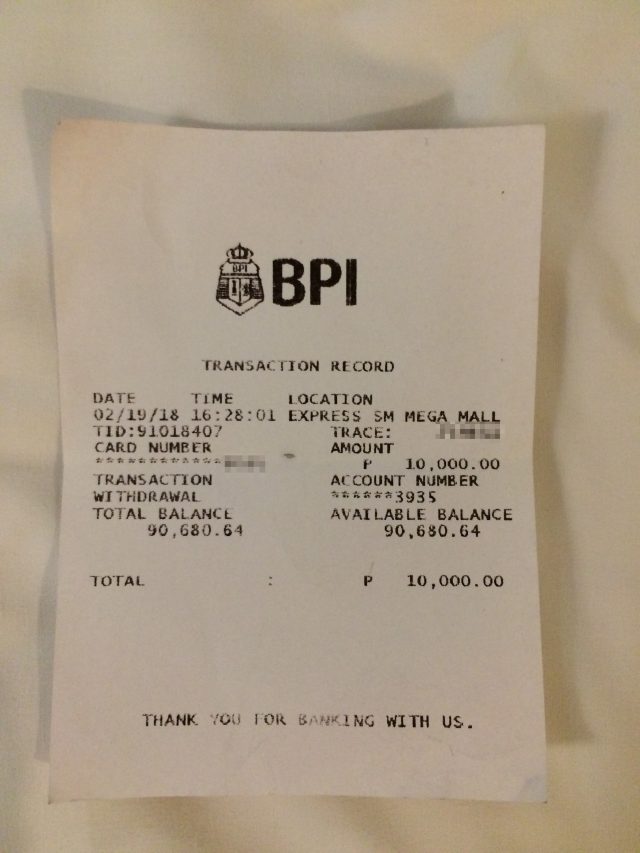 BPI BPI
TRANSACTION RECORD
DATE TIME LOCATION
02/19/18 16:28:01 EXPRESS SM MEGA MALL
TID:91018407 TRACE:
CARD NUMBER AMOUNT
************ P 10,000.00
TRANSACTION ACCOUNT NUMBER
WITHDRAWAL ******3935
TOTAL BALANCE AVAILABLE BALANCE
90,680.64 90,680.64
TOTAL : P 10,000.00
THANK YOU FOR BANKING WITH US.